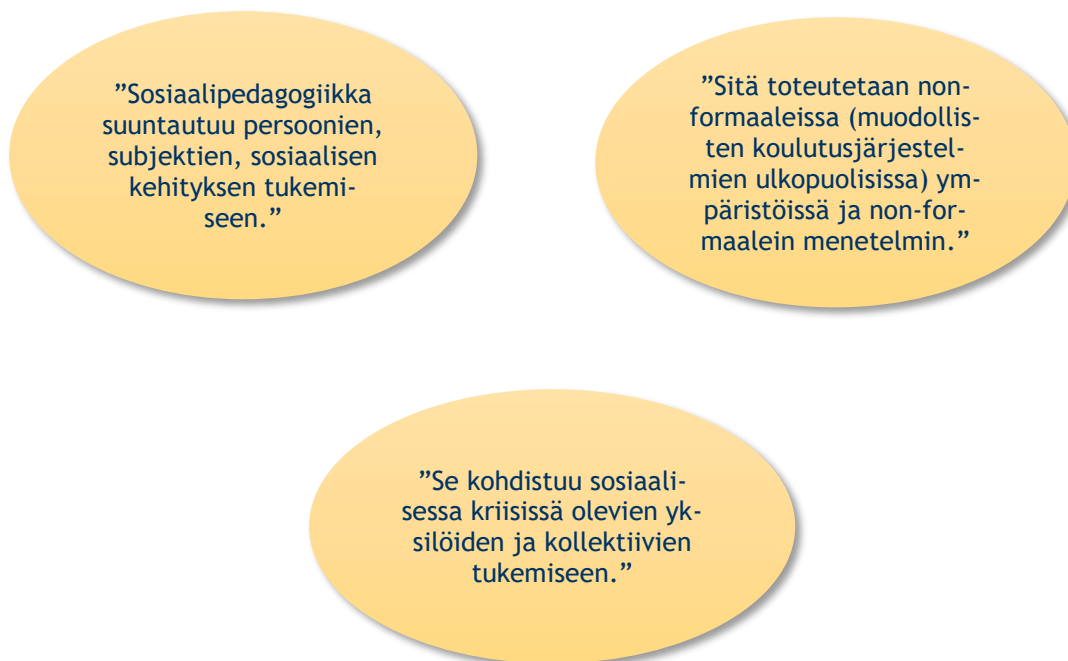 ”Sosiaalipedagogiikka
suuntautuu persoonien,
subjektien, sosiaalisen
kehityksen tukemi-
seen.”
”Sitä toteutetaan non-
formaaleissa (muodollis-
ten koulutusjärjestel-
mien ulkopuolisissa) ym-
päristöissä ja non-for-
maalein menetelmin.”
”Se kohdistuu sosiaali-
sessa kriisissä olevien yk-
silöiden ja kollektiivien
tukemiseen.”